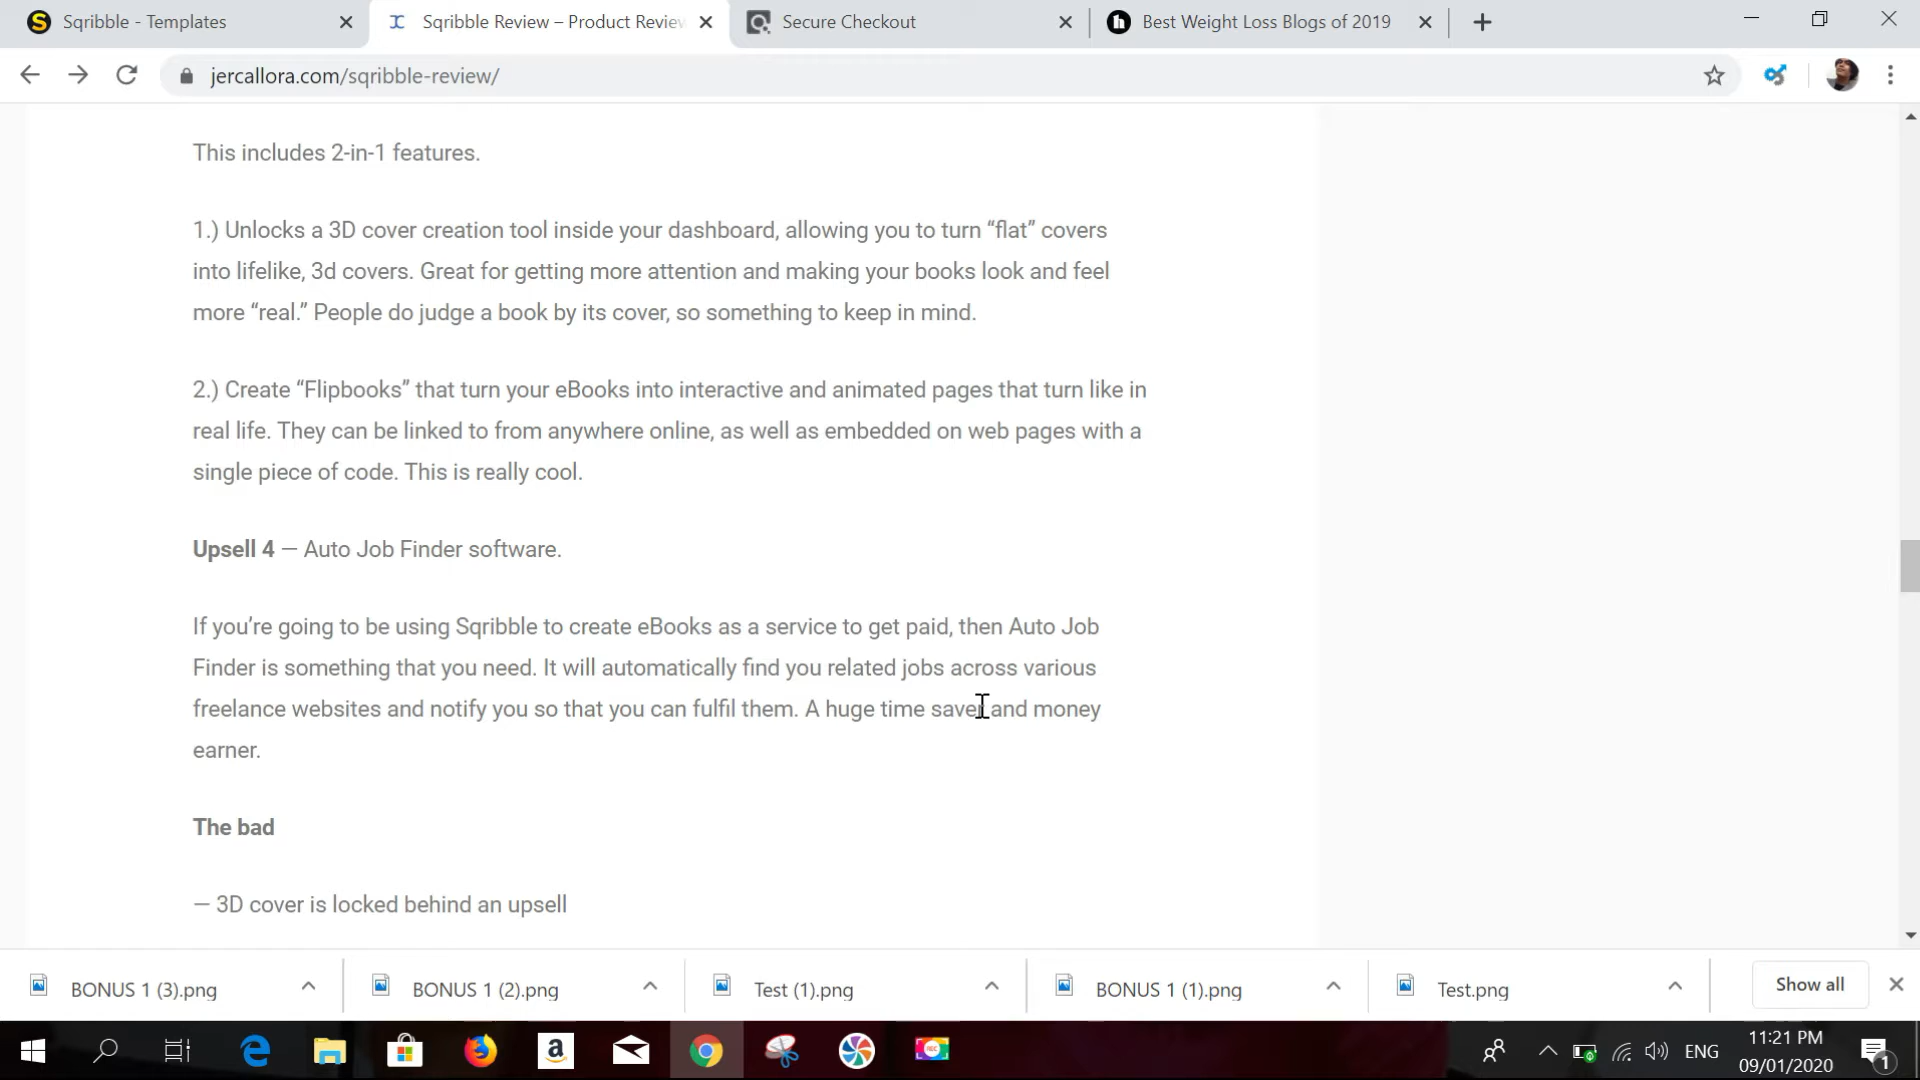 Sqribble - Templates
Sqribble Review – Product Review
Secure Checkout
Best Weight Loss Blogs of 2019
jercallora.com/sqribble-review/
This includes 2-in-1 features.
1.) Unlocks a 3D cover creation tool inside your dashboard, allowing you to turn “flat” covers
into lifelike, 3d covers. Great for getting more attention and making your books look and feel
more “real.” People do judge a book by its cover, so something to keep in mind.
2.) Create “Flipbooks” that turn your eBooks into interactive and animated pages that turn like in
real life. They can be linked to from anywhere online, as well as embedded on web pages with a
single piece of code. This is really cool.
Upsell 4 — Auto Job Finder software.
If you’re going to be using Sqribble to create eBooks as a service to get paid, then Auto Job
Finder is something that you need. It will automatically find you related jobs across various
freelance websites and notify you so that you can fulfil them. A huge time saver and money
earner.
The bad
— 3D cover is locked behind an upsell
BONUS 1 (3).png
BONUS 1 (2).png
Test (1).png
BONUS 1 (1).png
Test.png
Show all
ENG
11:21 PM
09/01/2020
1